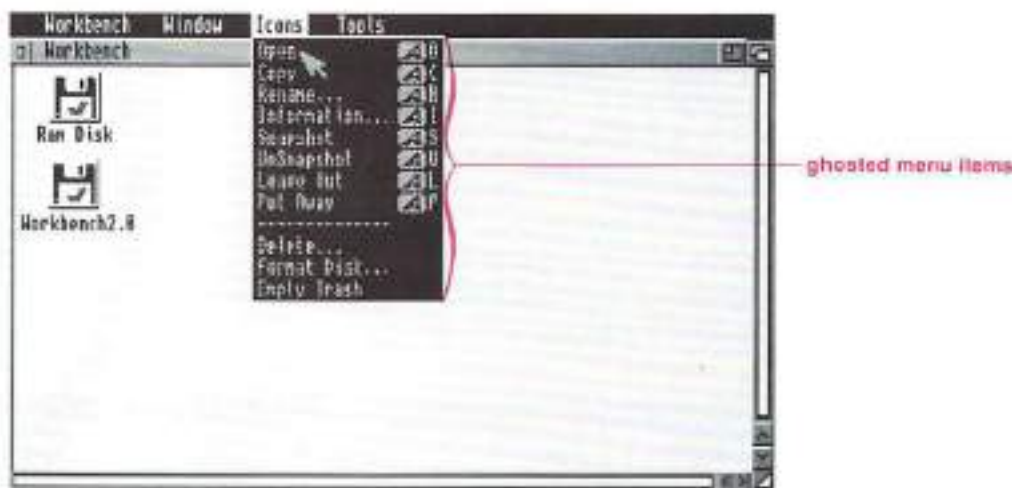 Workbench Window Icons Tools
Workbench
Open A O
Copy A C
Rename... A R
Information... A I
Snapshot A S
UnSnapshot A U
Leave Out A L
Put Away A P
--------------
Delete...
Format Disk...
Empty Trash
Ram Disk
Workbench2.0
ghosted menu items